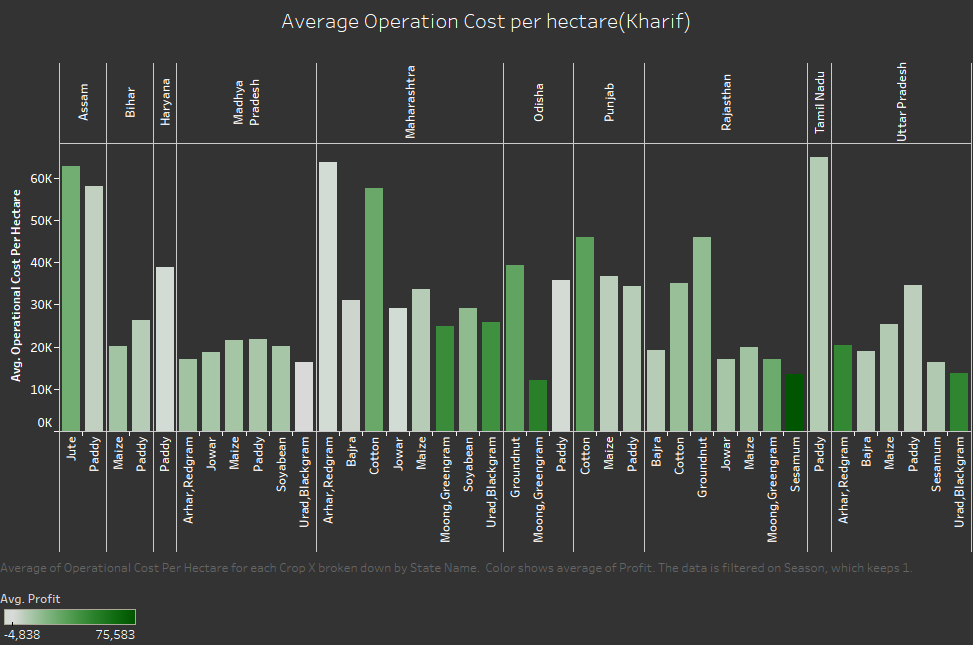 Average Operation Cost per hectare(Kharif)
Assam
Bihar
Haryana
Madhya
Pradesh
Maharashtra
Odisha
Punjab
Rajasthan
Tamil Nadu
Uttar Pradesh
Avg. Operational Cost Per Hectare
60K
50K
40K
30K
20K
10K
0K
Jute
Paddy
Maize
Paddy
Paddy
Arhar,Redgram
Jowar
Maize
Paddy
Soyabean
Urad,Blackgram
Arhar,Redgram
Bajra
Cotton
Jowar
Maize
Moong,Greengram
Soyabean
Urad,Blackgram
Groundnut
Moong,Greengram
Paddy
Cotton
Maize
Paddy
Bajra
Cotton
Groundnut
Jowar
Maize
Moong,Greengram
Sesamum
Paddy
Arhar,Redgram
Bajra
Maize
Paddy
Sesamum
Urad,Blackgram
Average of Operational Cost Per Hectare for each Crop X broken down by State Name. Color shows average of Profit. The data is filtered on Season, which keeps 1.
Avg. Profit
-4,838 75,583